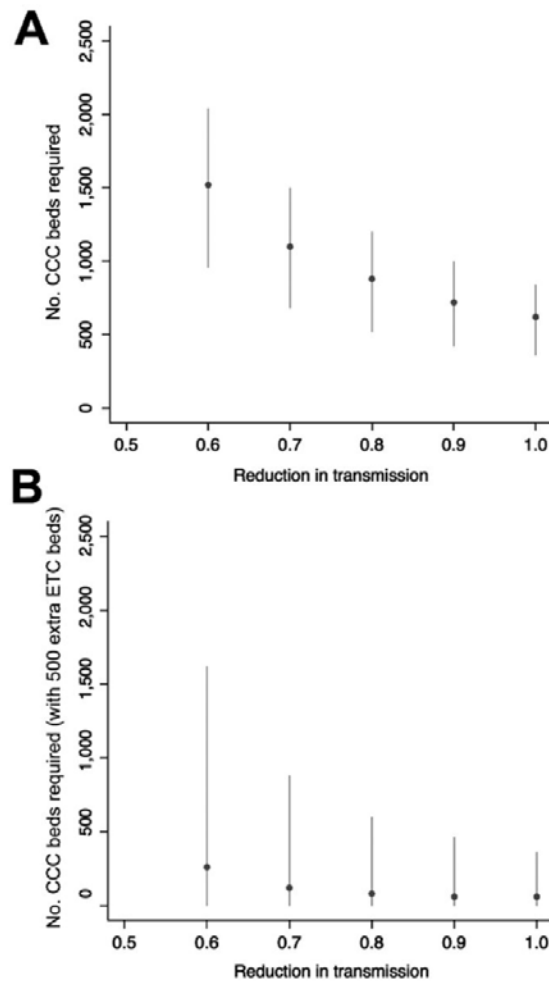 A
No. CCC beds required
2,500
2,000
1,500
1,000
500
0
0.5 0.6 0.7 0.8 0.9 1.0
Reduction in transmission
B
No. CCC beds required (with 500 extra ETC beds)
2,500
2,000
1,500
1,000
500
0
0.5 0.6 0.7 0.8 0.9 1.0
Reduction in transmission